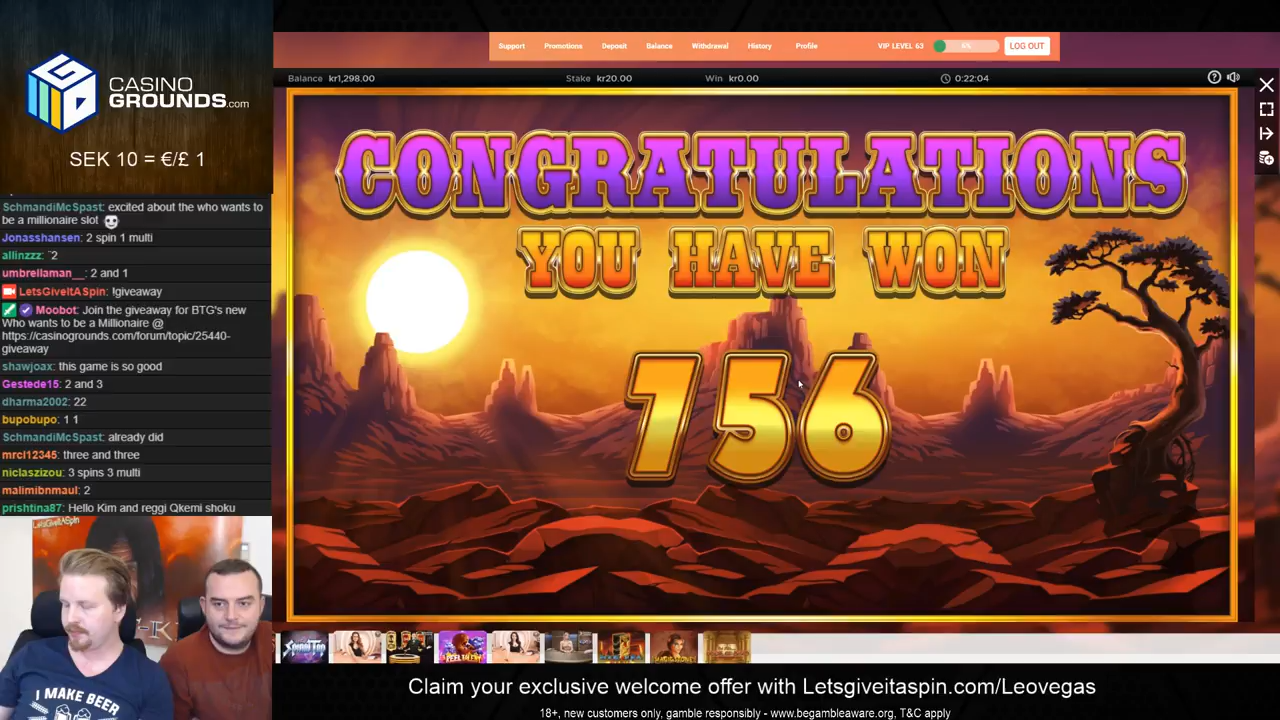 CASINO
GROUNDS.com
SEK 10 = €/£ 1
SchmandiMcSpast: excited about the who wants to
be a millionaire slot
Jonasshansen: 2 spin 1 multi
allinzzz: ¨2
umbrellaman__: 2 and 1
LetsGiveItASpin: !giveaway
Moobot: Join the giveaway for BTG's new
Who wants to be a Millionaire @
https://casinogrounds.com/forum/topic/25440-
giveaway
shawjoax: this game is so good
Gestede15: 2 and 3
dharma2002: 22
bupobupo: 1 1
SchmandiMcSpast: already did
mrcl12345: three and three
niclaszizou: 3 spins 3 multi
malimibnmaul: 2
prishtina87: Hello Kim and reggi Qkemi shoku
LetsGiveItASpin
I MAKE BEER
Support Promotions Deposit Balance Withdrawal History Profile VIP LEVEL 63 6% LOG OUT
Balance kr1,298.00 Stake kr20.00 Win kr0.00 0:22:04
CONGRATULATIONS
YOU HAVE WON
756
Claim your exclusive welcome offer with Letsgiveitaspin.com/Leovegas
18+, new customers only, gamble responsibly - www.begambleaware.org, T&C apply